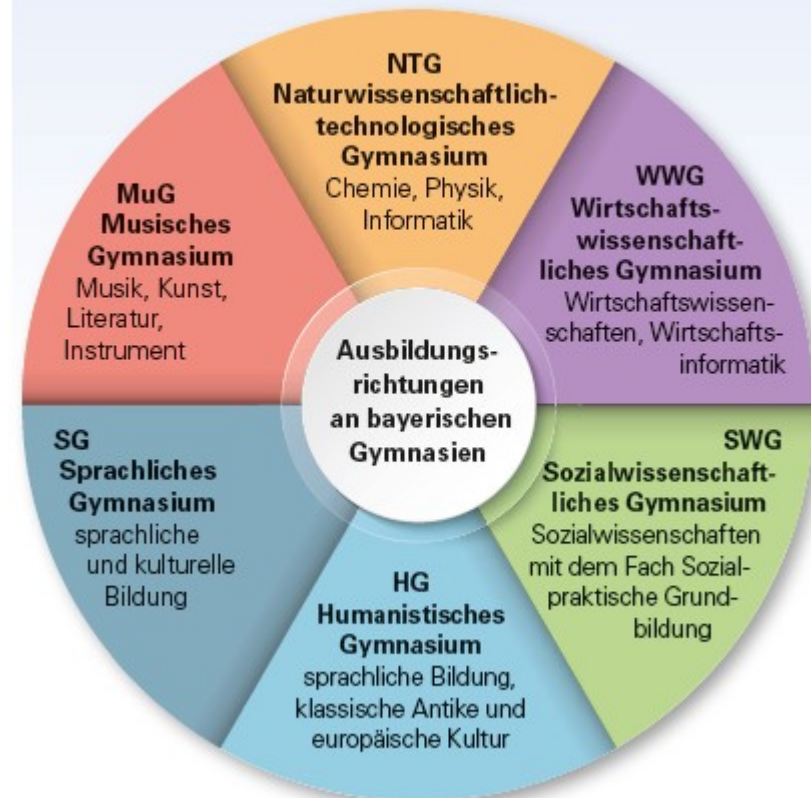 NTG
Naturwissenschaftlich-
technologisches
Gymnasium
Chemie, Physik,
Informatik
WWG
Wirtschafts-
wissenschaft-
liches Gymnasium
Wirtschaftswissen-
schaften, Wirtschafts-
informatik
SWG
Sozialwissenschaft-
liches Gymnasium
Sozialwissenschaften
mit dem Fach Sozial-
praktische Grund-
bildung
HG
Humanistisches
Gymnasium
sprachliche Bildung,
klassische Antike und
europäische Kultur
SG
Sprachliches
Gymnasium
sprachliche
und kulturelle
Bildung
MuG
Musisches
Gymnasium
Musik, Kunst,
Literatur,
Instrument
Ausbildungs-
richtungen
an bayerischen
Gymnasien